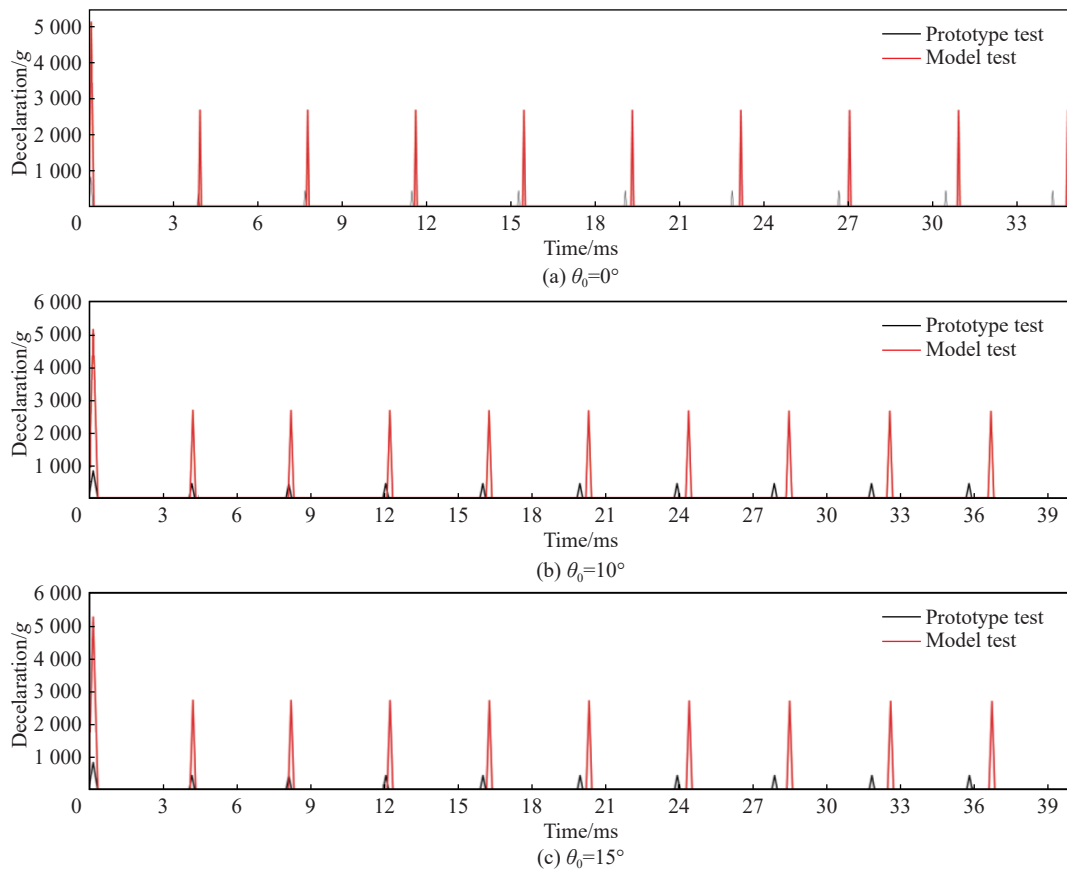 5 000
4 000
3 000
2 000
1 000
0
Decelaration/g
Prototype test
Model test
3 6 9 12 15 18 21 24 27 30 33
Time/ms
(a) θ₀=0°
6 000
5 000
4 000
3 000
2 000
1 000
0
Decelaration/g
Prototype test
Model test
3 6 9 12 15 18 21 24 27 30 33 36 39
Time/ms
(b) θ₀=10°
6 000
5 000
4 000
3 000
2 000
1 000
0
Decelaration/g
Prototype test
Model test
3 6 9 12 15 18 21 24 27 30 33 36 39
Time/ms
(c) θ₀=15°